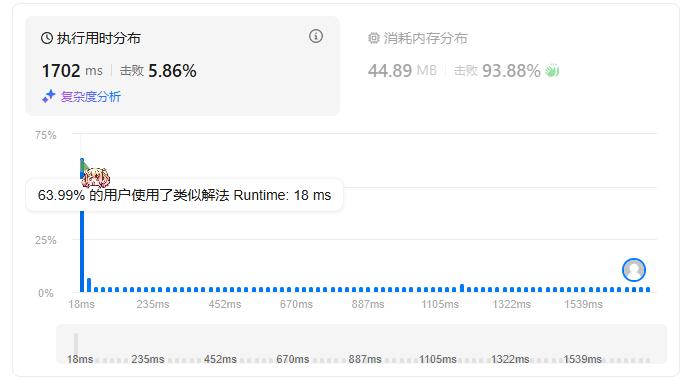 执行用时分布
1702 ms 击败 5.86%
复杂度分析
消耗内存分布
44.89 MB 击败 93.88%
75%
63.99% 的用户使用了类似解法 Runtime: 18 ms
25%
0%
18ms 235ms 452ms 670ms 887ms 1105ms 1322ms 1539ms
18ms 235ms 452ms 670ms 887ms 1105ms 1322ms 1539ms